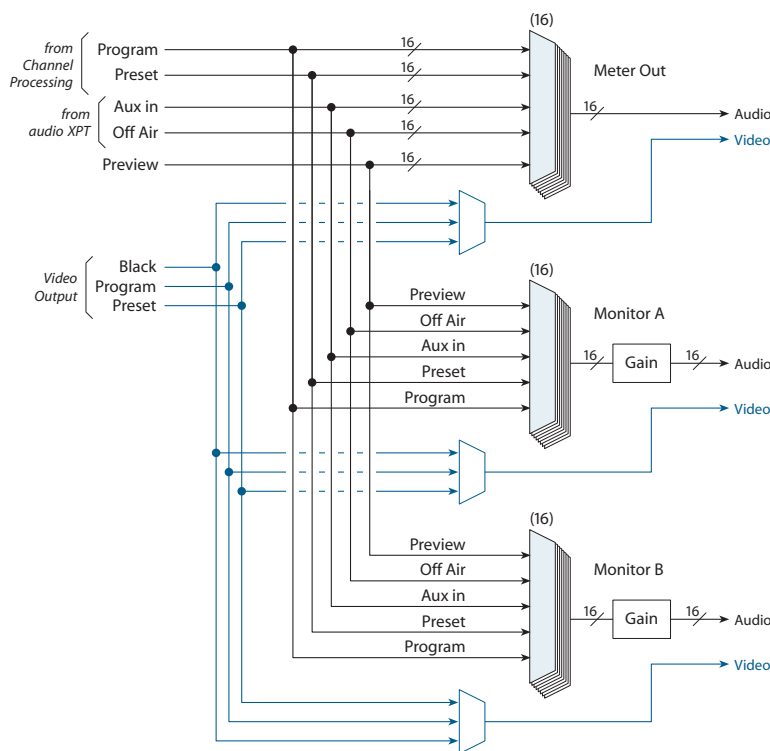 from
Channel
Processing
Program
Preset
from
audio XPT
Aux in
Off Air
Preview
16
16
16
16
16
(16)
Meter Out
16
Audio
Video
Video
Output
Black
Program
Preset
(16)
Preview
Off Air
Aux in
Preset
Program
Monitor A
16
Gain
16
Audio
Video
(16)
Preview
Off Air
Aux in
Preset
Program
Monitor B
16
Gain
16
Audio
Video